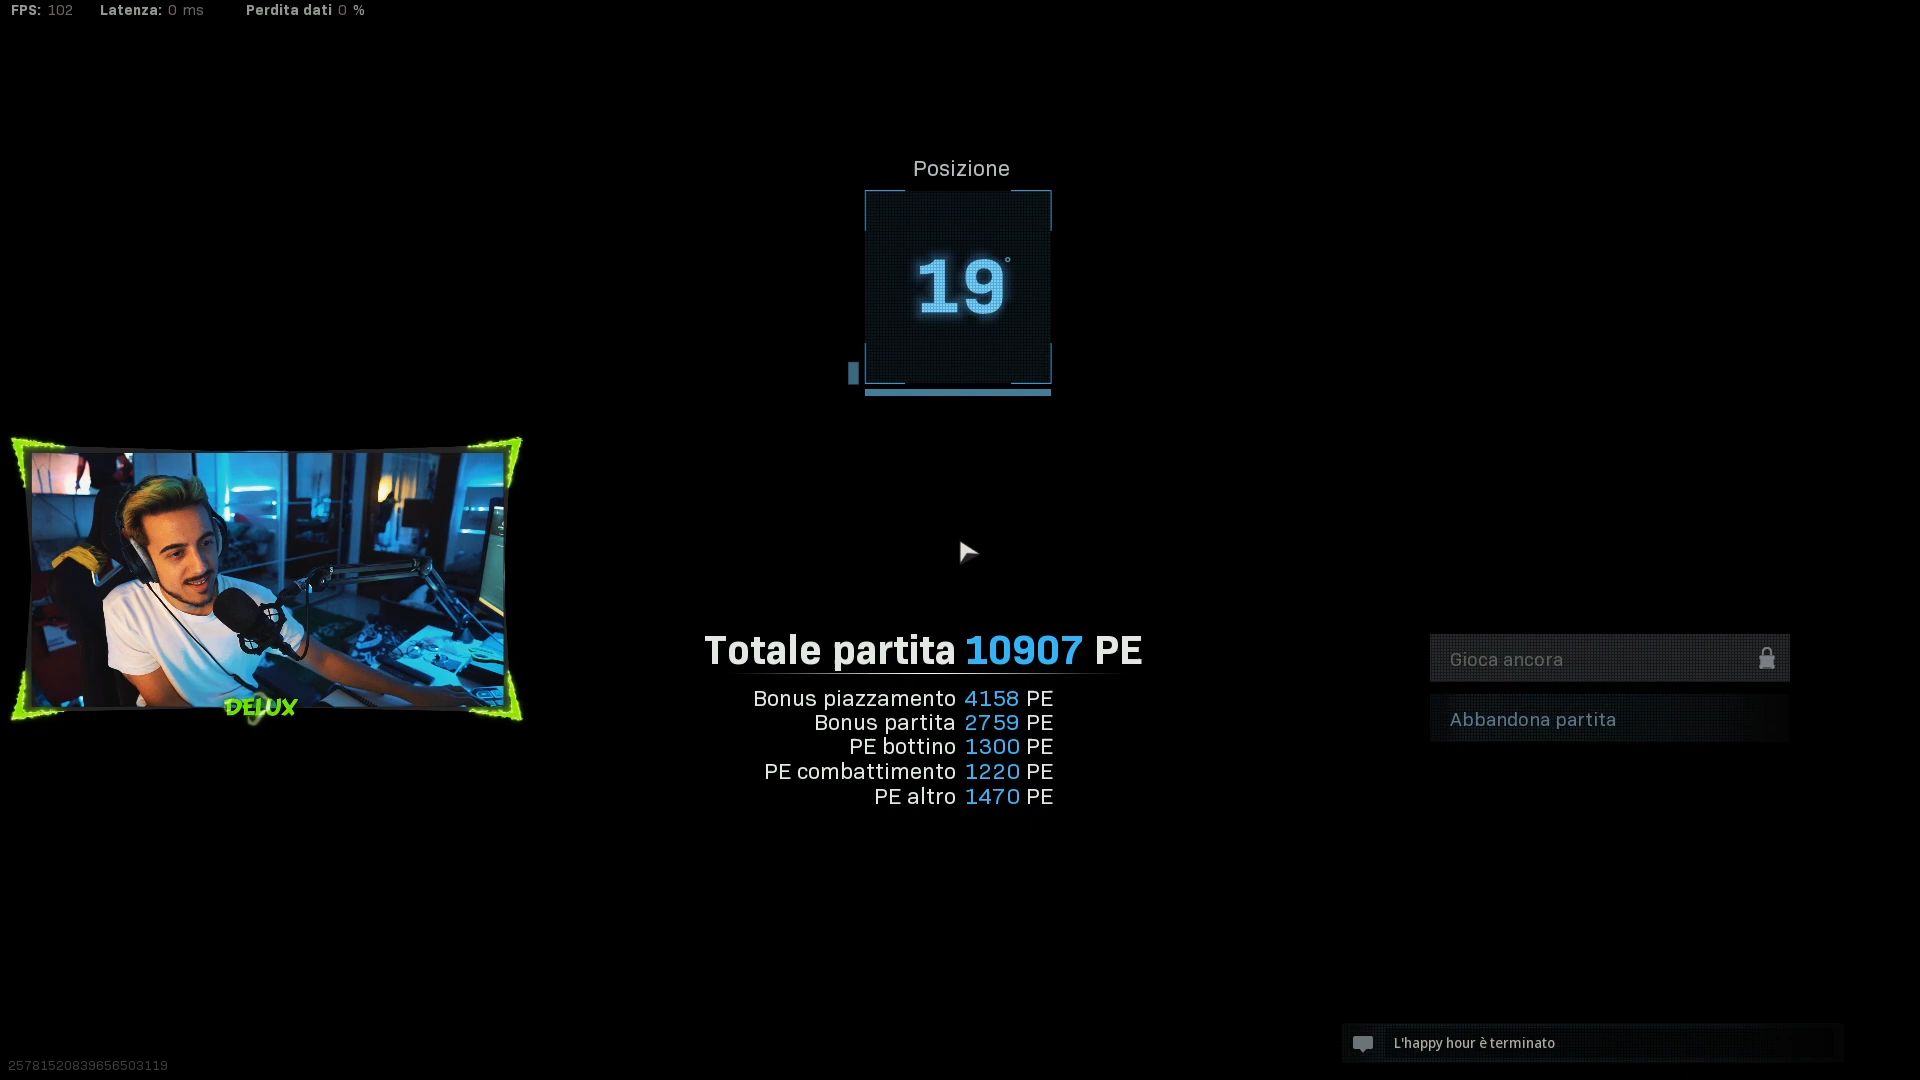 FPS: 102 Latenza: 0 ms Perdita dati 0 %
Posizione
19°
DELUX
Totale partita 10907 PE
Bonus piazzamento 4158 PE
Bonus partita 2759 PE
PE bottino 1300 PE
PE combattimento 1220 PE
PE altro 1470 PE
Gioca ancora
Abbandona partita
L'happy hour è terminato
25781520839656503119